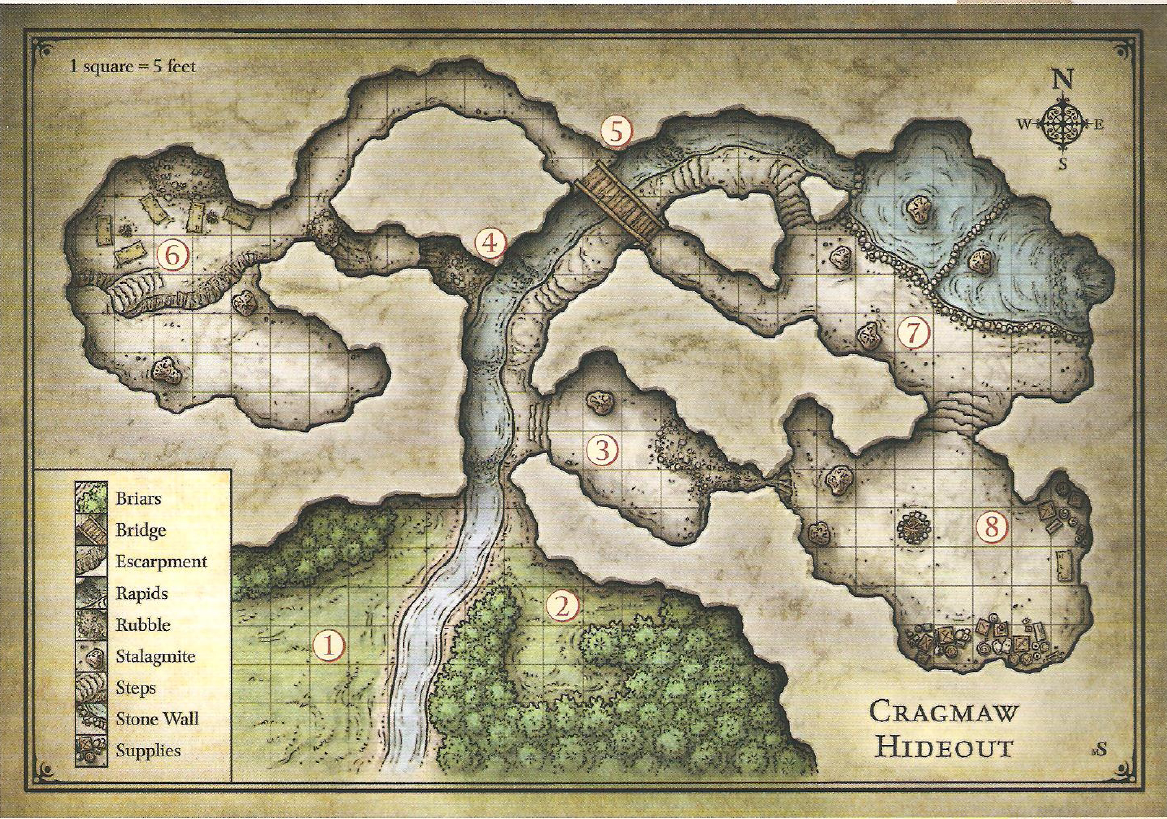 1 square = 5 feet
N
W
E
S
5
4
6
7
3
8
2
1
Briars
Bridge
Escarpment
Rapids
Rubble
Stalagmite
Steps
Stone Wall
Supplies
CRAGMAW
HIDEOUT